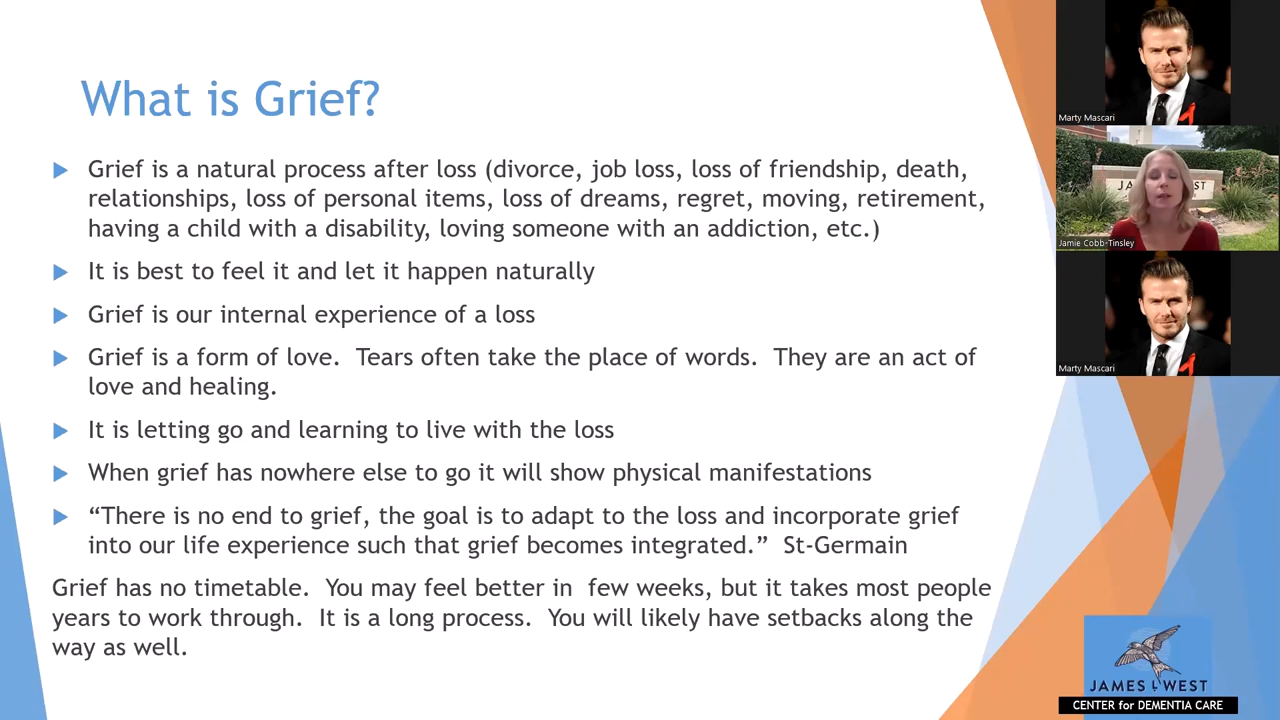 What is Grief?
Grief is a natural process after loss (divorce, job loss, loss of friendship, death,
relationships, loss of personal items, loss of dreams, regret, moving, retirement,
having a child with a disability, loving someone with an addiction, etc.)
It is best to feel it and let it happen naturally
Grief is our internal experience of a loss
Grief is a form of love.  Tears often take the place of words.  They are an act of
love and healing.
It is letting go and learning to live with the loss
When grief has nowhere else to go it will show physical manifestations
“There is no end to grief, the goal is to adapt to the loss and incorporate grief
into our life experience such that grief becomes integrated.”  St-Germain
Grief has no timetable.  You may feel better in  few weeks, but it takes most people
years to work through.  It is a long process.  You will likely have setbacks along the
way as well.
Marty Mascari
Jamie Cobb-Tinsley
Marty Mascari
JAMES L WEST
CENTER for DEMENTIA CARE